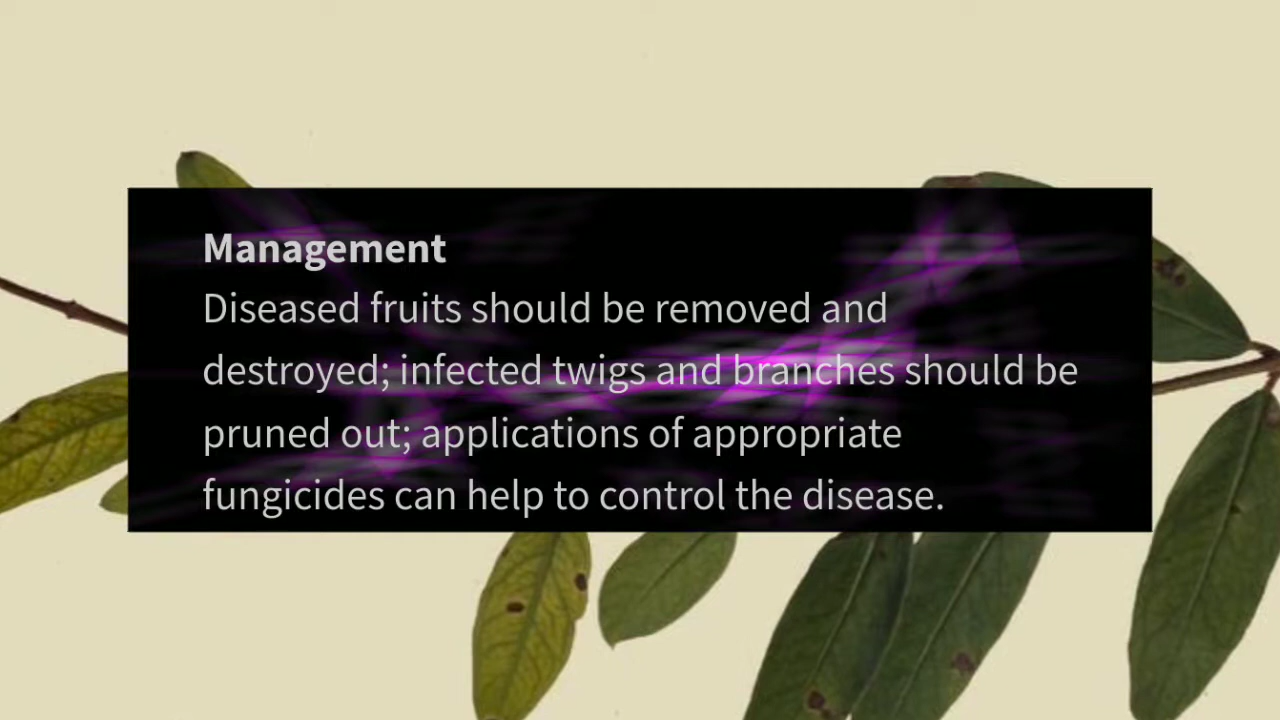 Management
Diseased fruits should be removed and
destroyed; infected twigs and branches should be
pruned out; applications of appropriate
fungicides can help to control the disease.